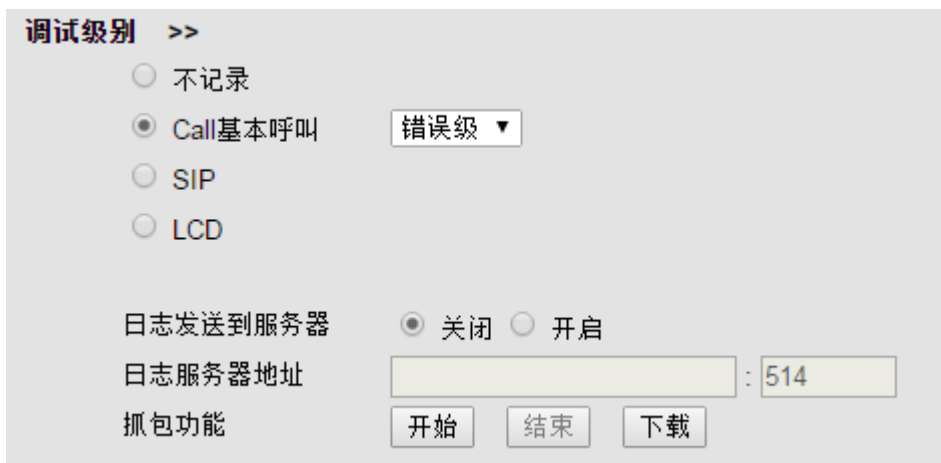 调试级别 >>
不记录
Call基本呼叫 错误级
SIP
LCD
日志发送到服务器 关闭 开启
日志服务器地址 : 514
抓包功能 开始 结束 下载